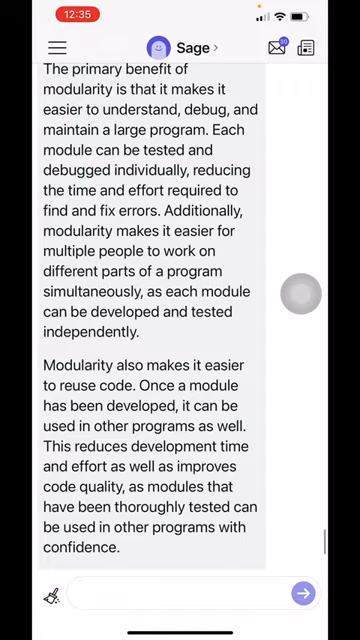 12:35
Sage
30
The primary benefit of
modularity is that it makes it
easier to understand, debug, and
maintain a large program. Each
module can be tested and
debugged individually, reducing
the time and effort required to
find and fix errors. Additionally,
modularity makes it easier for
multiple people to work on
different parts of a program
simultaneously, as each module
can be developed and tested
independently.
Modularity also makes it easier
to reuse code. Once a module
has been developed, it can be
used in other programs as well.
This reduces development time
and effort as well as improves
code quality, as modules that
have been thoroughly tested can
be used in other programs with
confidence.